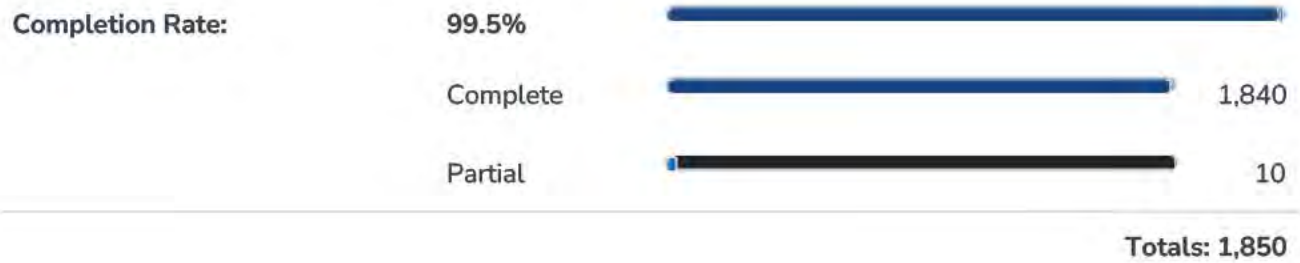 Completion Rate: 99.5%
Complete 1,840
Partial 10
Totals: 1,850